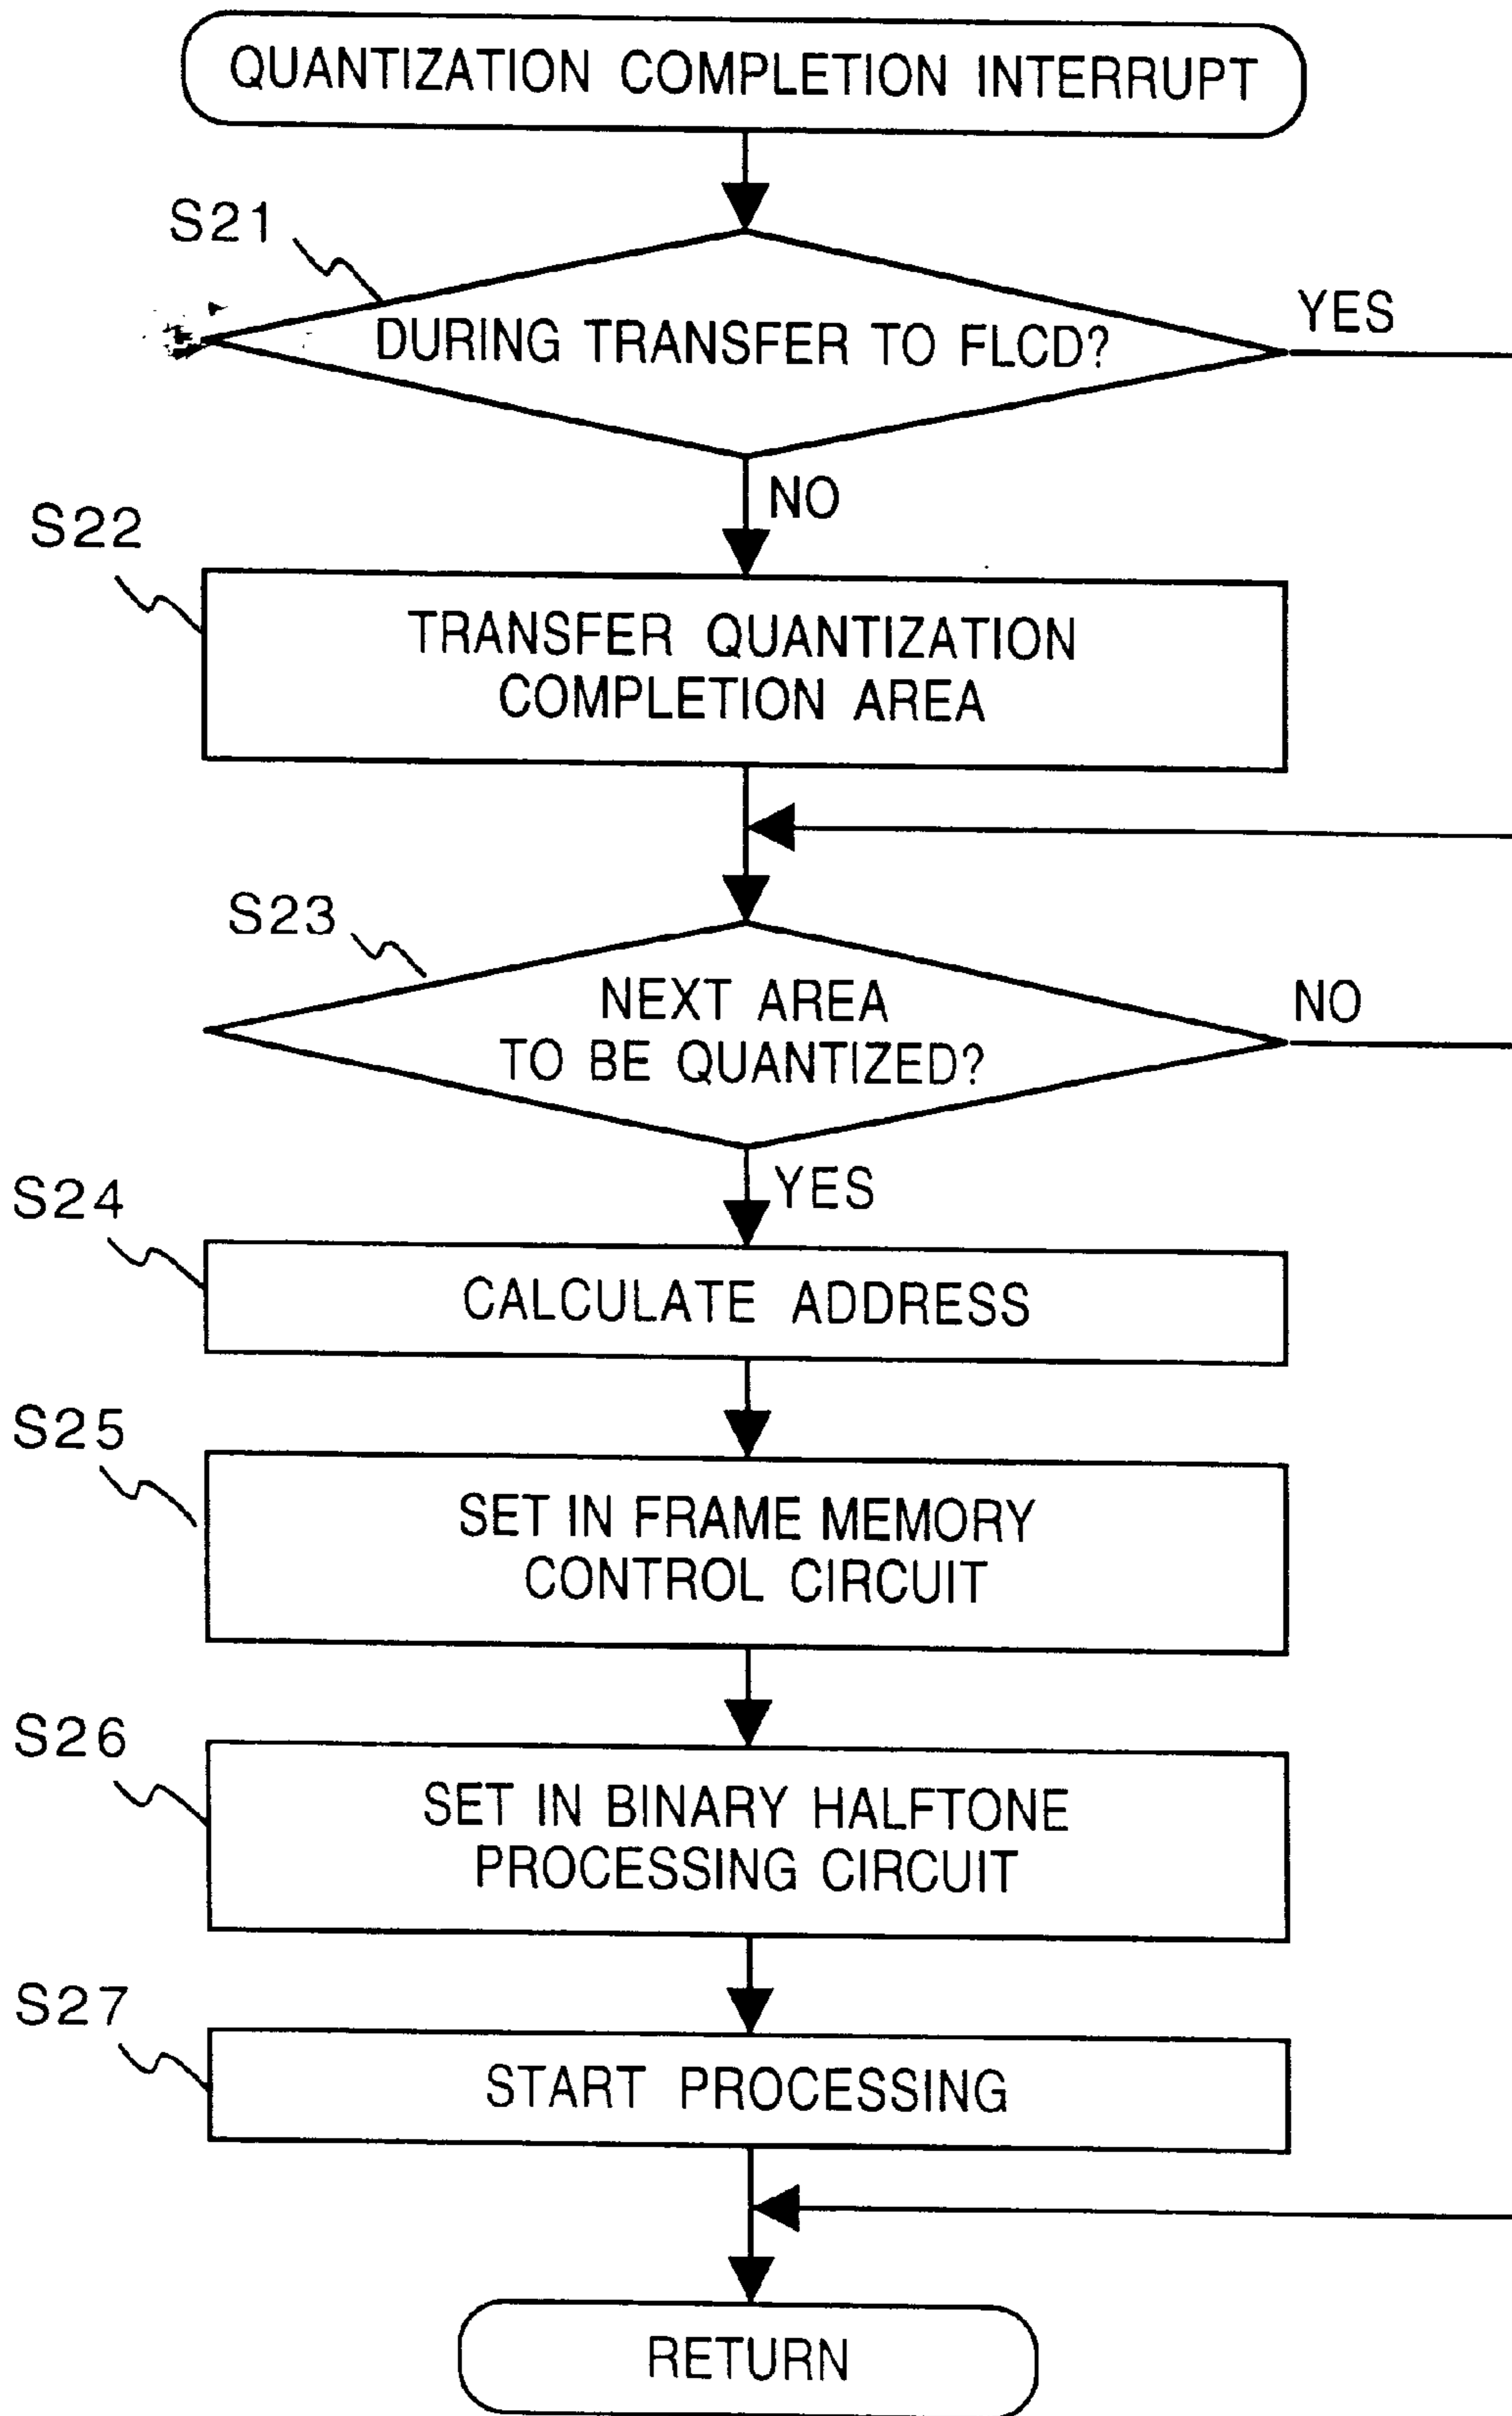 QUANTIZATION COMPLETION INTERRUPT
S21
DURING TRANSFER TO FLCD?
YES
NO
S22
TRANSFER QUANTIZATION
COMPLETION AREA
S23
NEXT AREA
TO BE QUANTIZED?
NO
YES
S24
CALCULATE ADDRESS
S25
SET IN FRAME MEMORY
CONTROL CIRCUIT
S26
SET IN BINARY HALFTONE
PROCESSING CIRCUIT
S27
START PROCESSING
RETURN